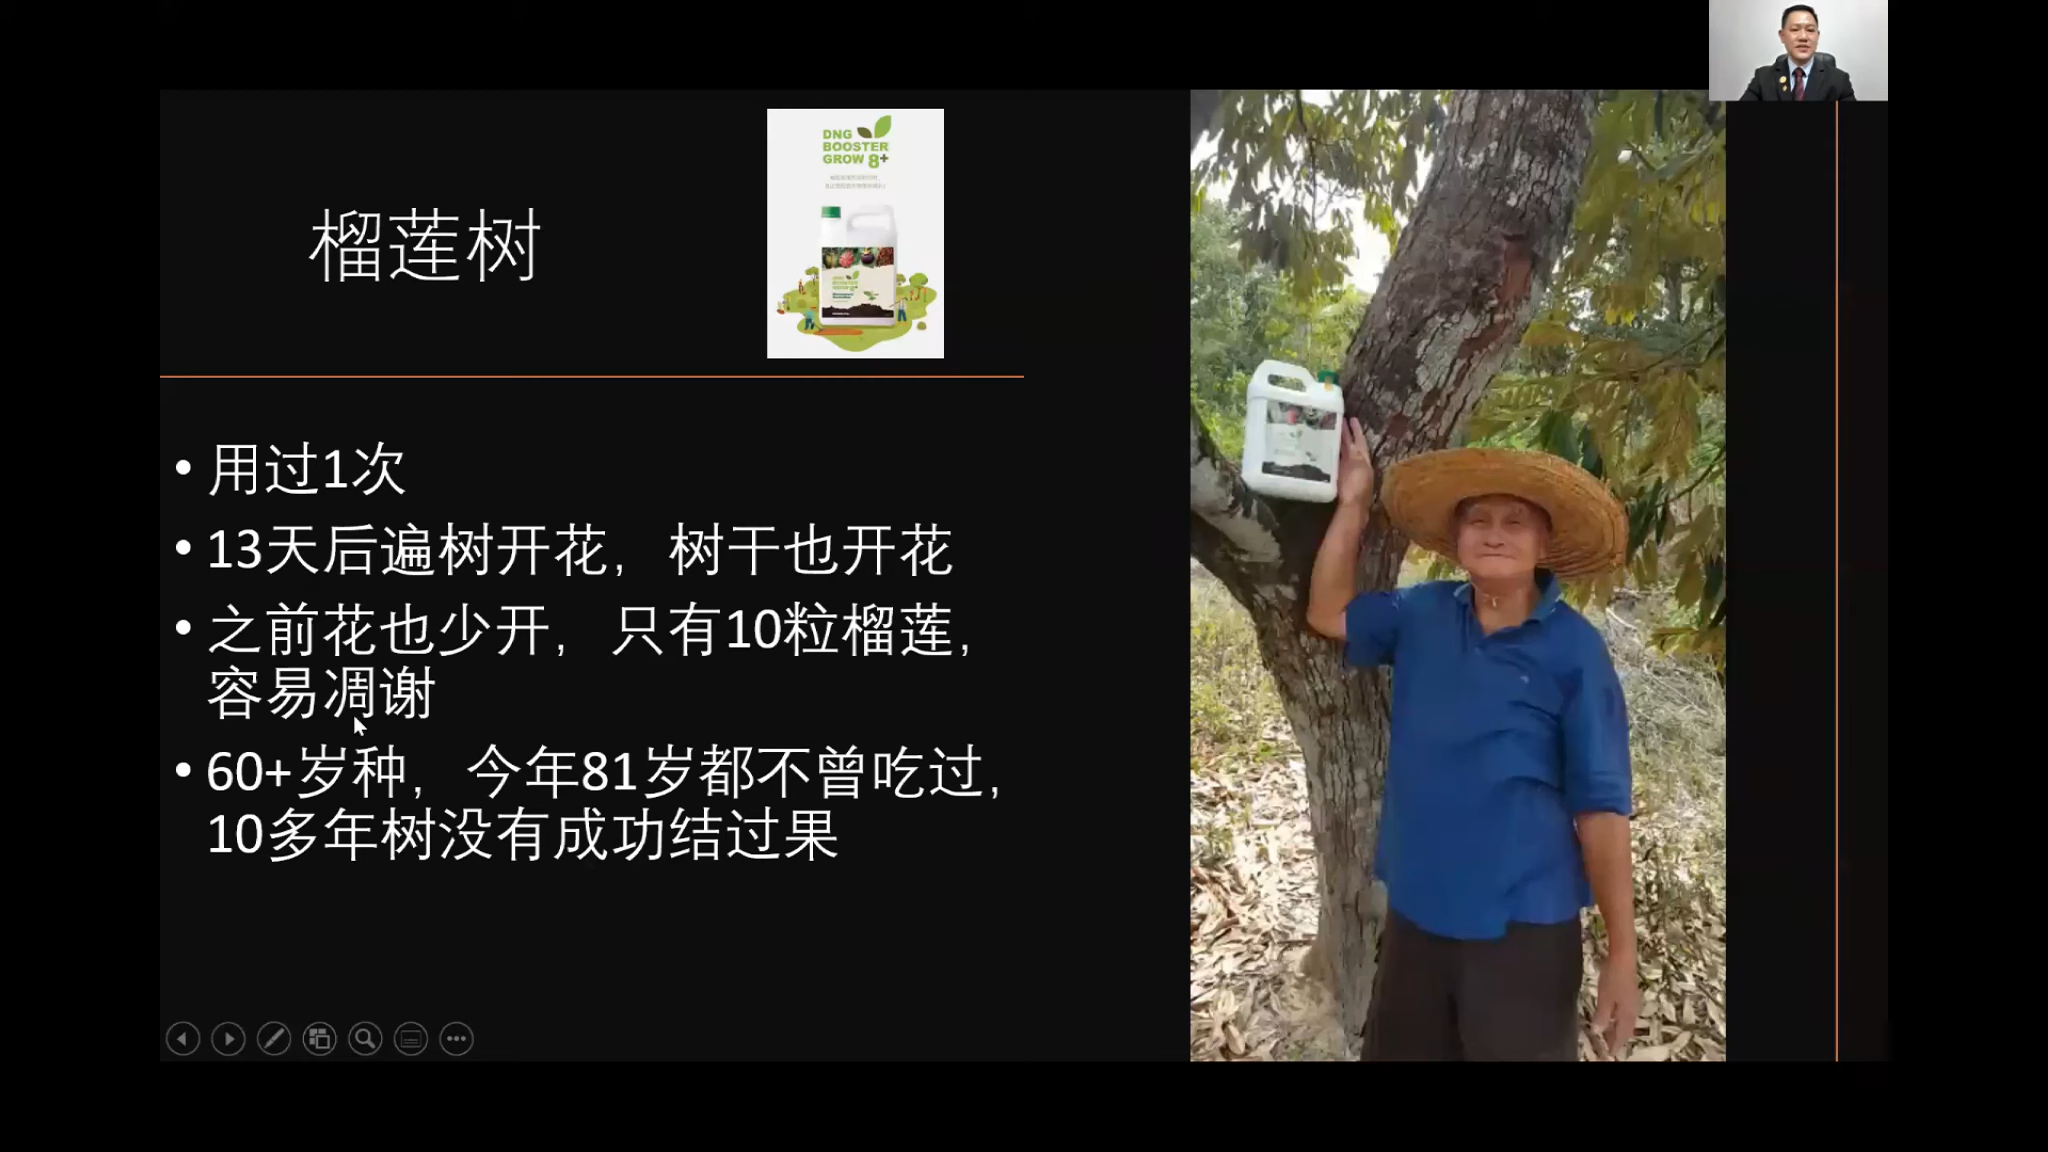 榴莲树
DNG
BOOSTER
GROW 8+
• 用过1次
• 13天后遍树开花，树干也开花
• 之前花也少开，只有10粒榴莲，
容易凋谢
• 60+岁种，今年81岁都不曾吃过，
10多年树没有成功结过果